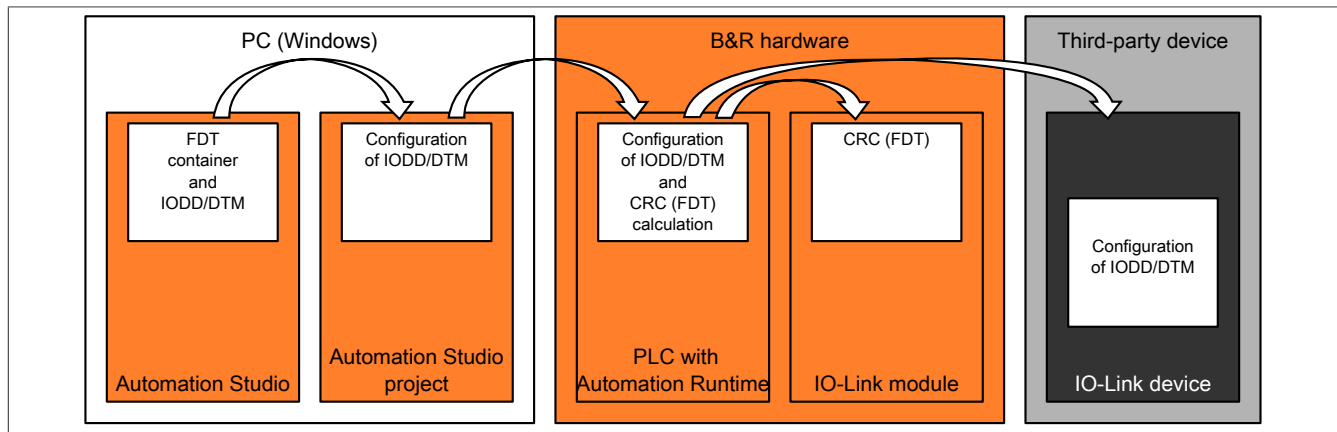 PC (Windows)
B&R hardware
Third-party device
FDT
container
and
IODD/DTM
Configuration
of IODD/DTM
Configuration
of IODD/DTM
and
CRC (FDT)
calculation
CRC (FDT)
Configuration
of IODD/DTM
Automation Studio
Automation Studio
project
PLC with
Automation Runtime
IO-Link module
IO-Link device